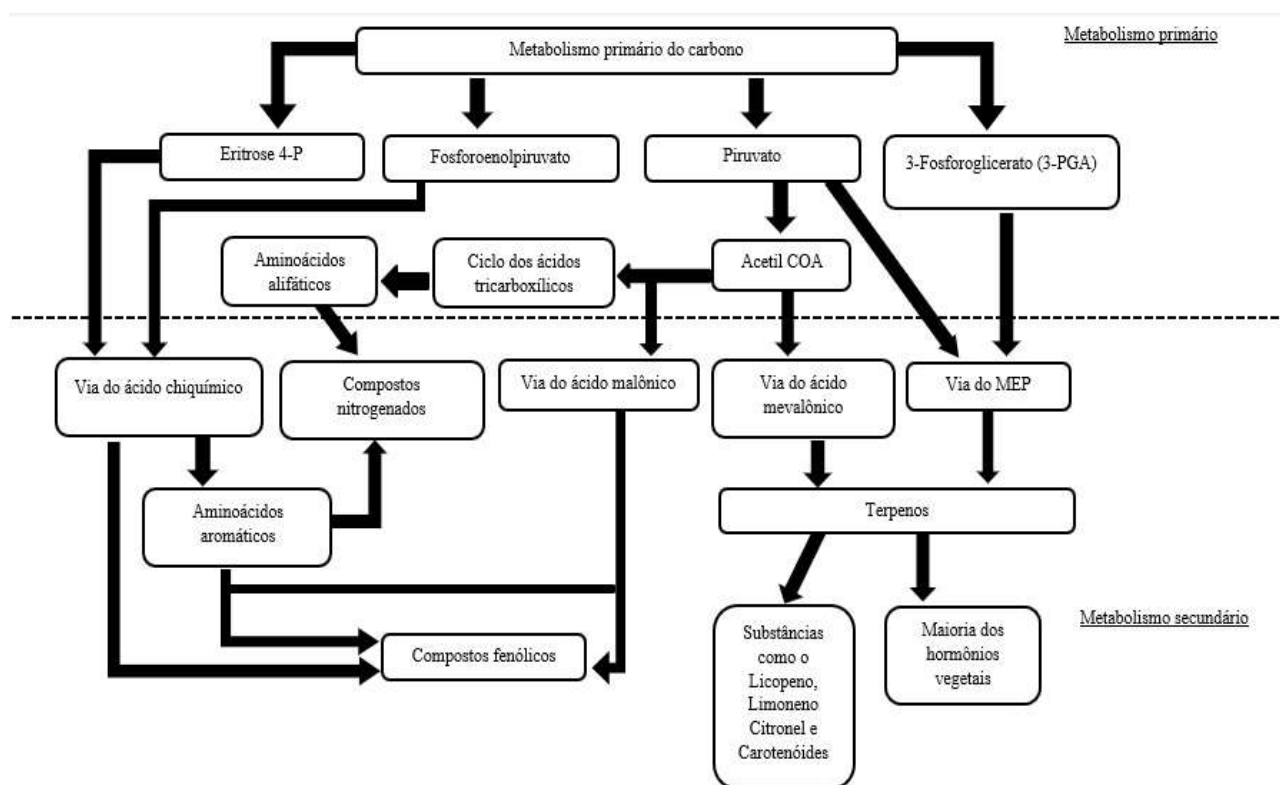 Metabolismo primário do carbono
Metabolismo primário
Eritrose 4-P
Fosforoenolpiruvato
Piruvato
3-Fosforoglicerato (3-PGA)
Aminoácidos
alifáticos
Ciclo dos ácidos
tricarboxílicos
Acetil COA
Via do ácido chiquímico
Compostos
nitrogenados
Via do ácido malônico
Via do ácido
mevalônico
Via do MEP
Aminoácidos
aromáticos
Terpenos
Compostos fenólicos
Substâncias
como o
Licopeno,
Limoneno
Citronel e
Carotenóides
Maioria dos
hormônios
vegetais
Metabolismo secundário